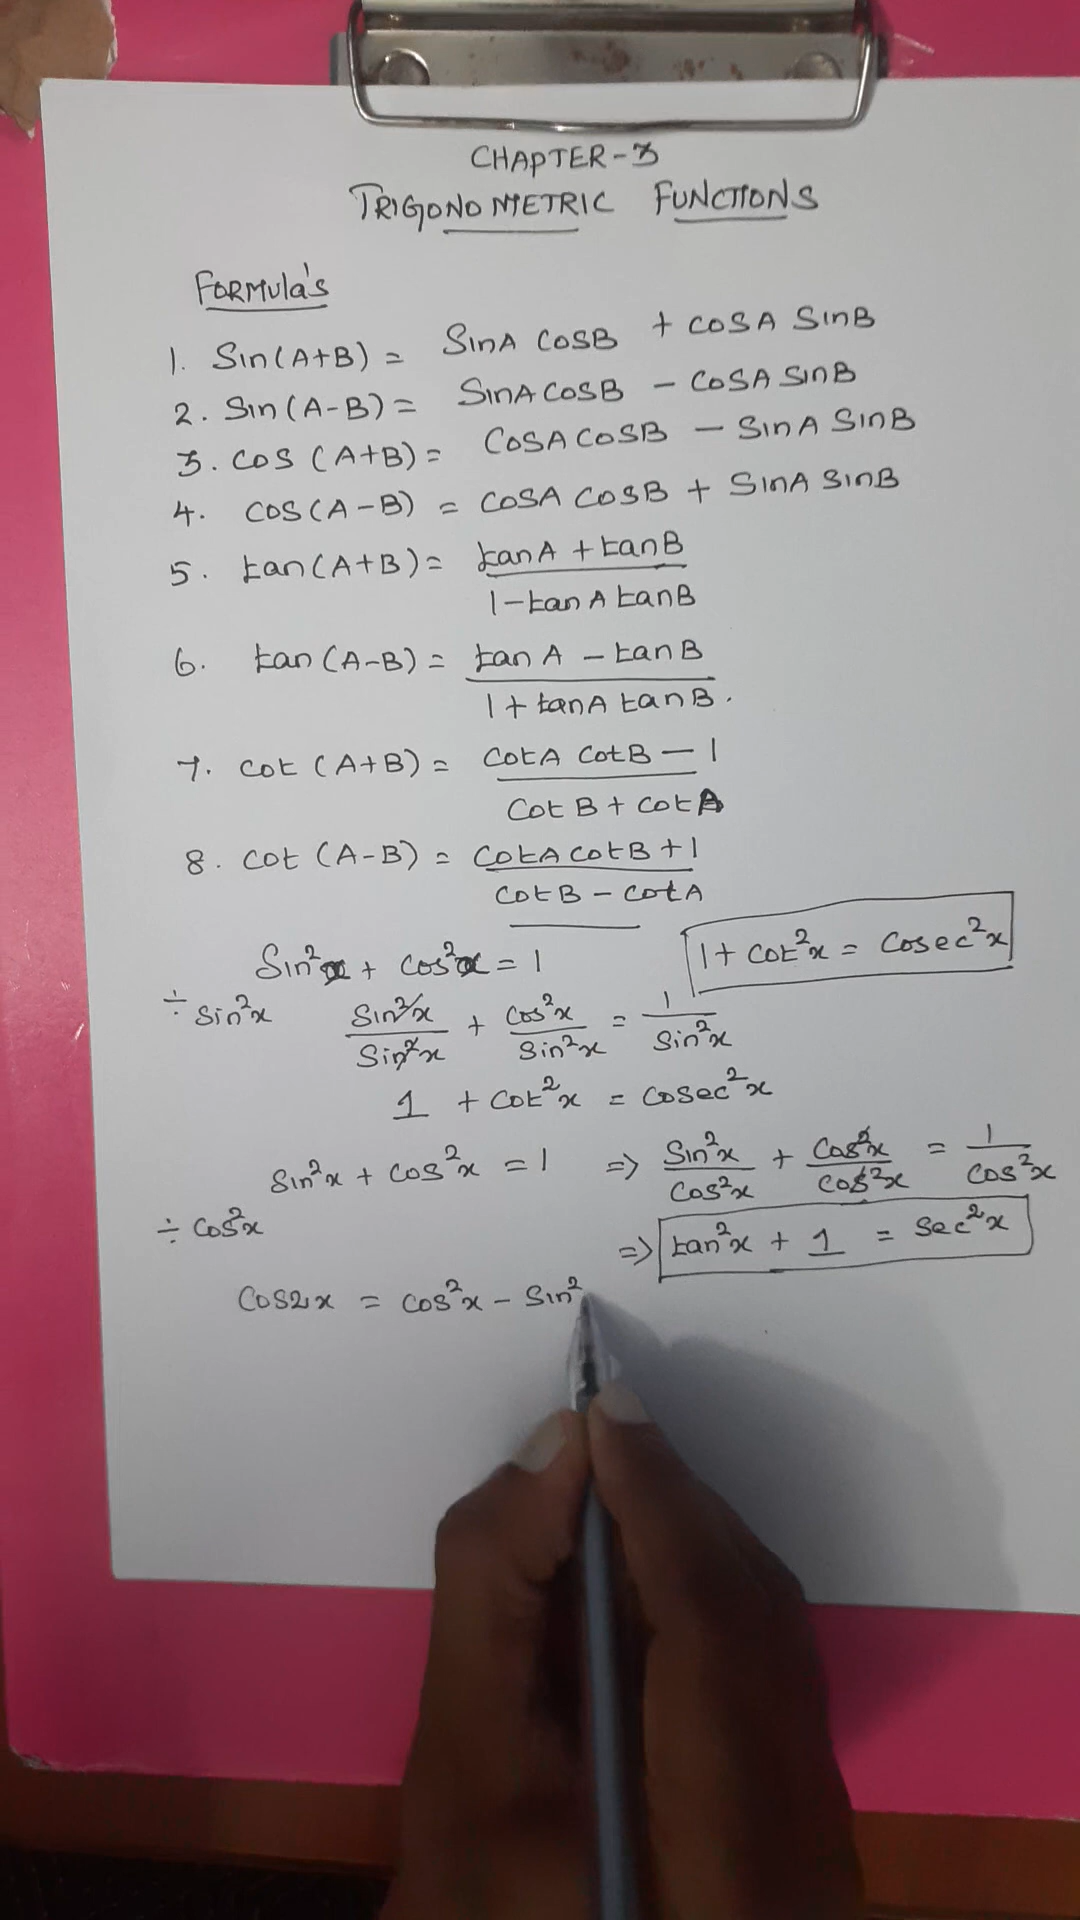 CHAPTER-3
TRIGONOMETRIC FUNCTIONS
FORMula's
1. Sin(A+B) = SinA CosB + cosA SinB
2. Sin(A-B) = SinA CosB - CosA SinB
3. cos (A+B) = CosA CosB - SinA SinB
4. cos(A-B) = cosA cosB + SinA sinB
5. tan(A+B) = tanA + tanB
1-tanA tanB
6. tan(A-B) = tanA - tanB
1+tanA tanB.
7. cot (A+B) = cotA cotB - 1
Cot B + cotA
8. cot (A-B) = cotA cotB + 1
cotB - cotA
Sin²x + cos²x = 1
1+ cot²x = cosec²x
÷ sin²x
Sin²x/Sin²x + Cos²x/Sin²x = 1/Sin²x
1 + cot²x = cosec²x
Sin²x + cos²x = 1 => Sin²x/Cos²x + Cos²x/Cos²x = 1/Cos²x
÷ Cos²x
=> tan²x + 1 = Sec²x
Cos2x = cos²x - Sin²